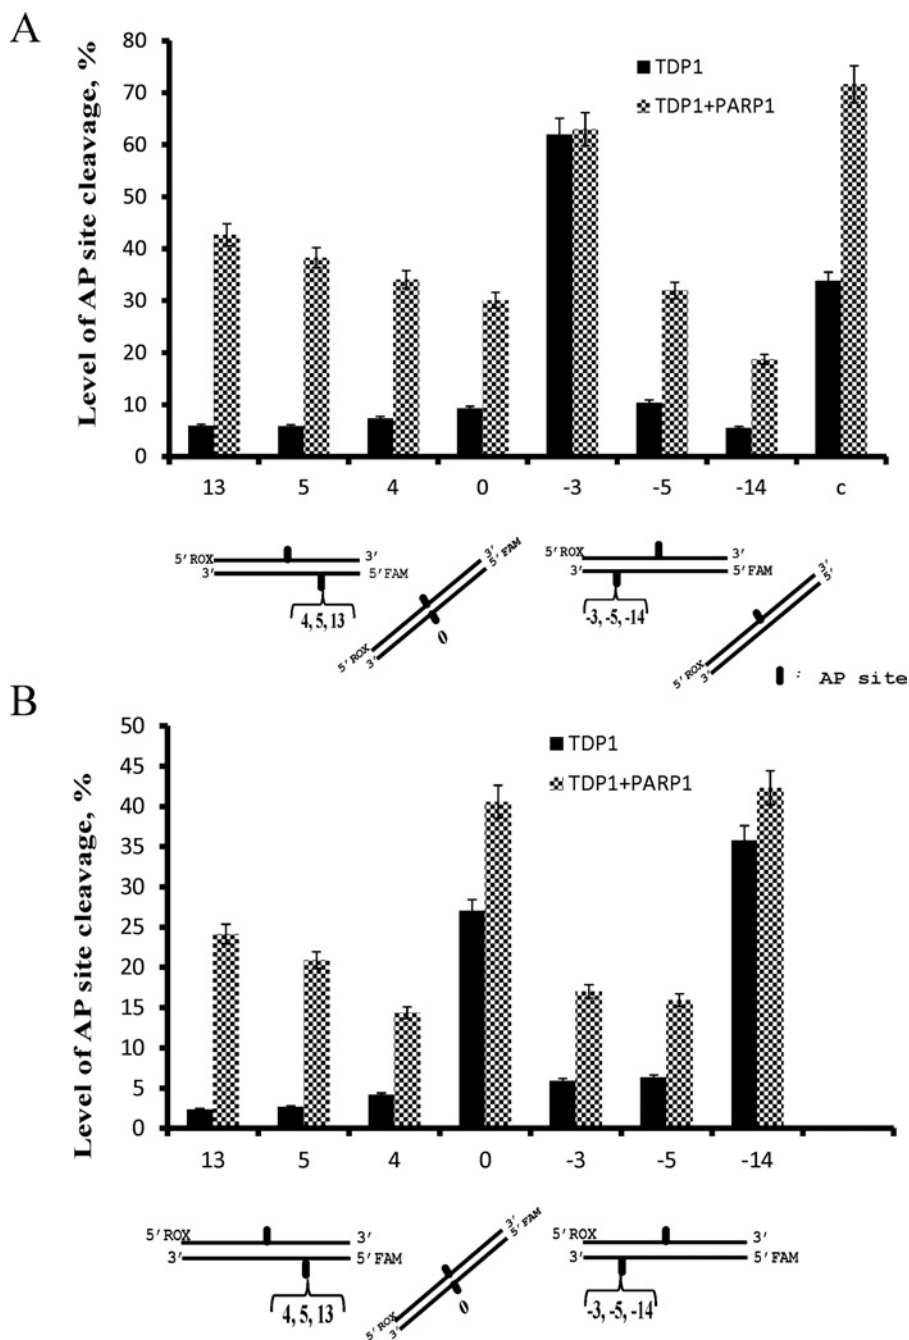 A
Level of AP site cleavage, %
80
70
60
50
40
30
20
10
0
TDP1
TDP1+PARP1
13 5 4 0 -3 -5 -14 c
5'ROX 3'
3' 5'FAM
4, 5, 13
3'
5'FAM
5'ROX
3'
0
5'ROX 3'
3' 5'FAM
-3, -5, -14
3'
5'
5'ROX
3'
: AP site
B
Level of AP site cleavage, %
50
45
40
35
30
25
20
15
10
5
0
TDP1
TDP1+PARP1
13 5 4 0 -3 -5 -14
5'ROX 3'
3' 5'FAM
4, 5, 13
3'
5'FAM
5'ROX
3'
0
5'ROX 3'
3' 5'FAM
-3, -5, -14